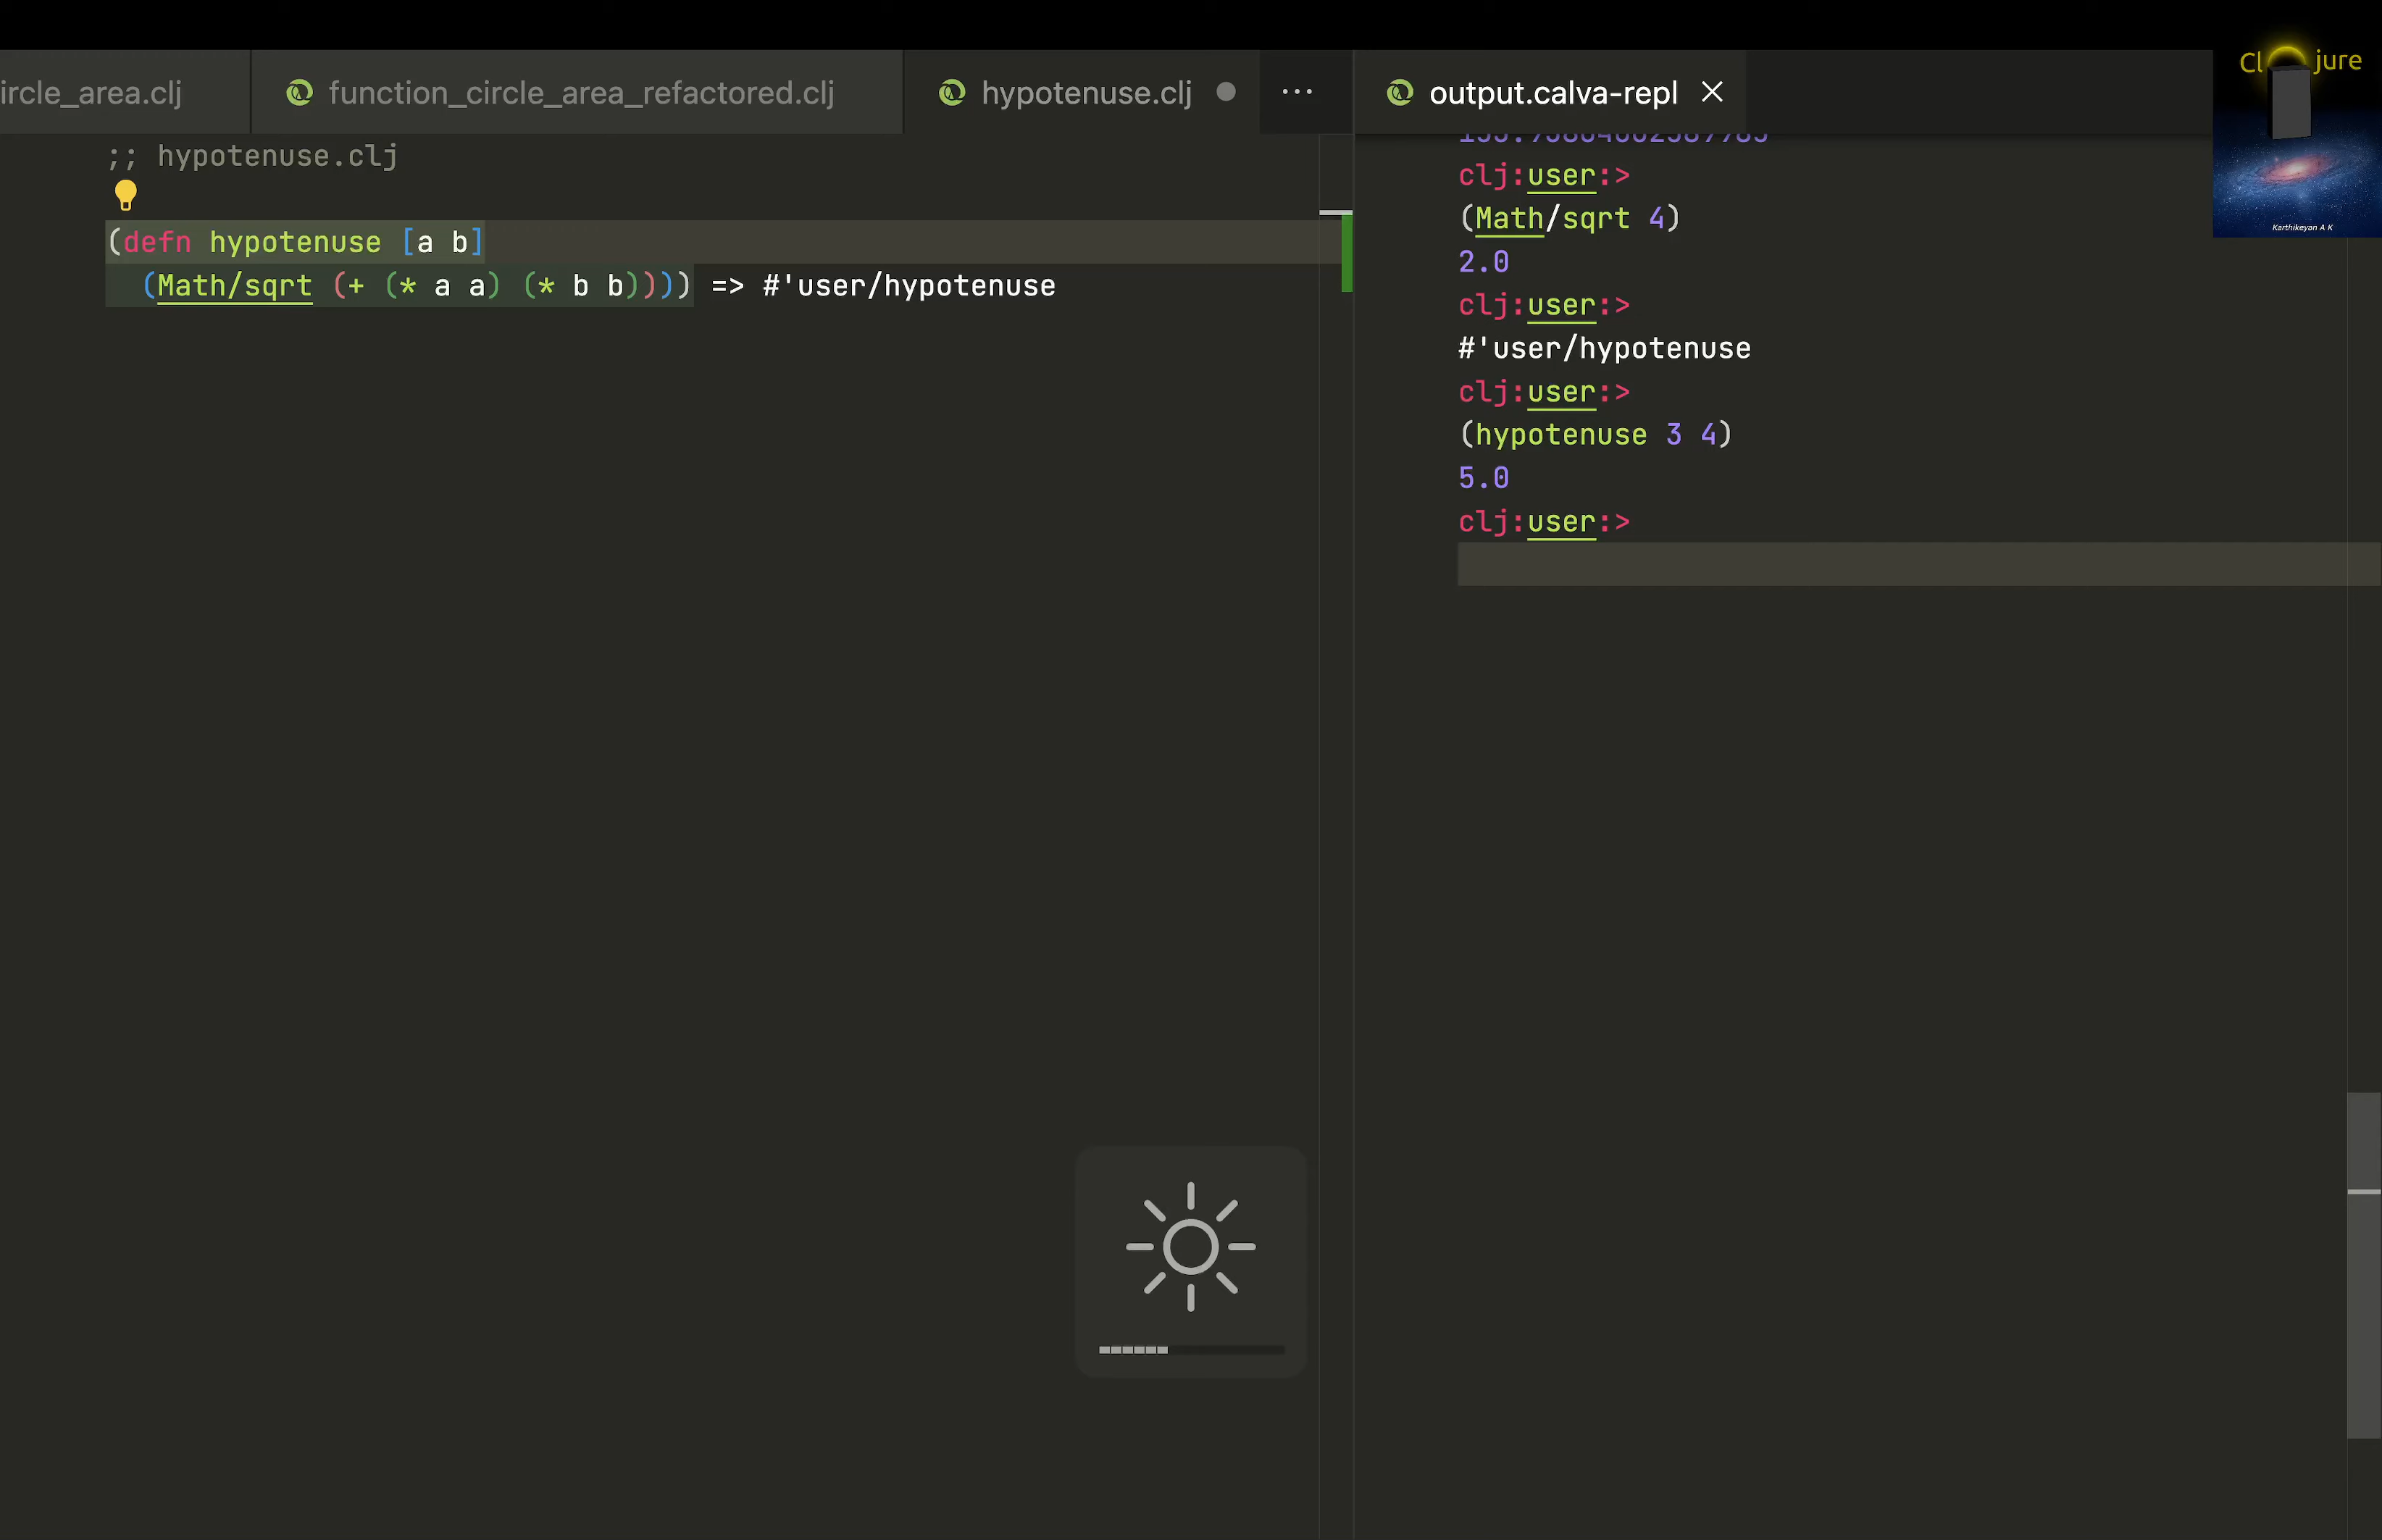 ircle_area.clj
function_circle_area_refactored.clj
hypotenuse.clj
;; hypotenuse.clj
(defn hypotenuse [a b]
(Math/sqrt (+ (* a a) (* b b)))) => #'user/hypotenuse
output.calva-repl
clj:user:>
(Math/sqrt 4)
2.0
clj:user:>
#'user/hypotenuse
clj:user:>
(hypotenuse 3 4)
5.0
clj:user:>
Cl jure
Karthikeyan A K